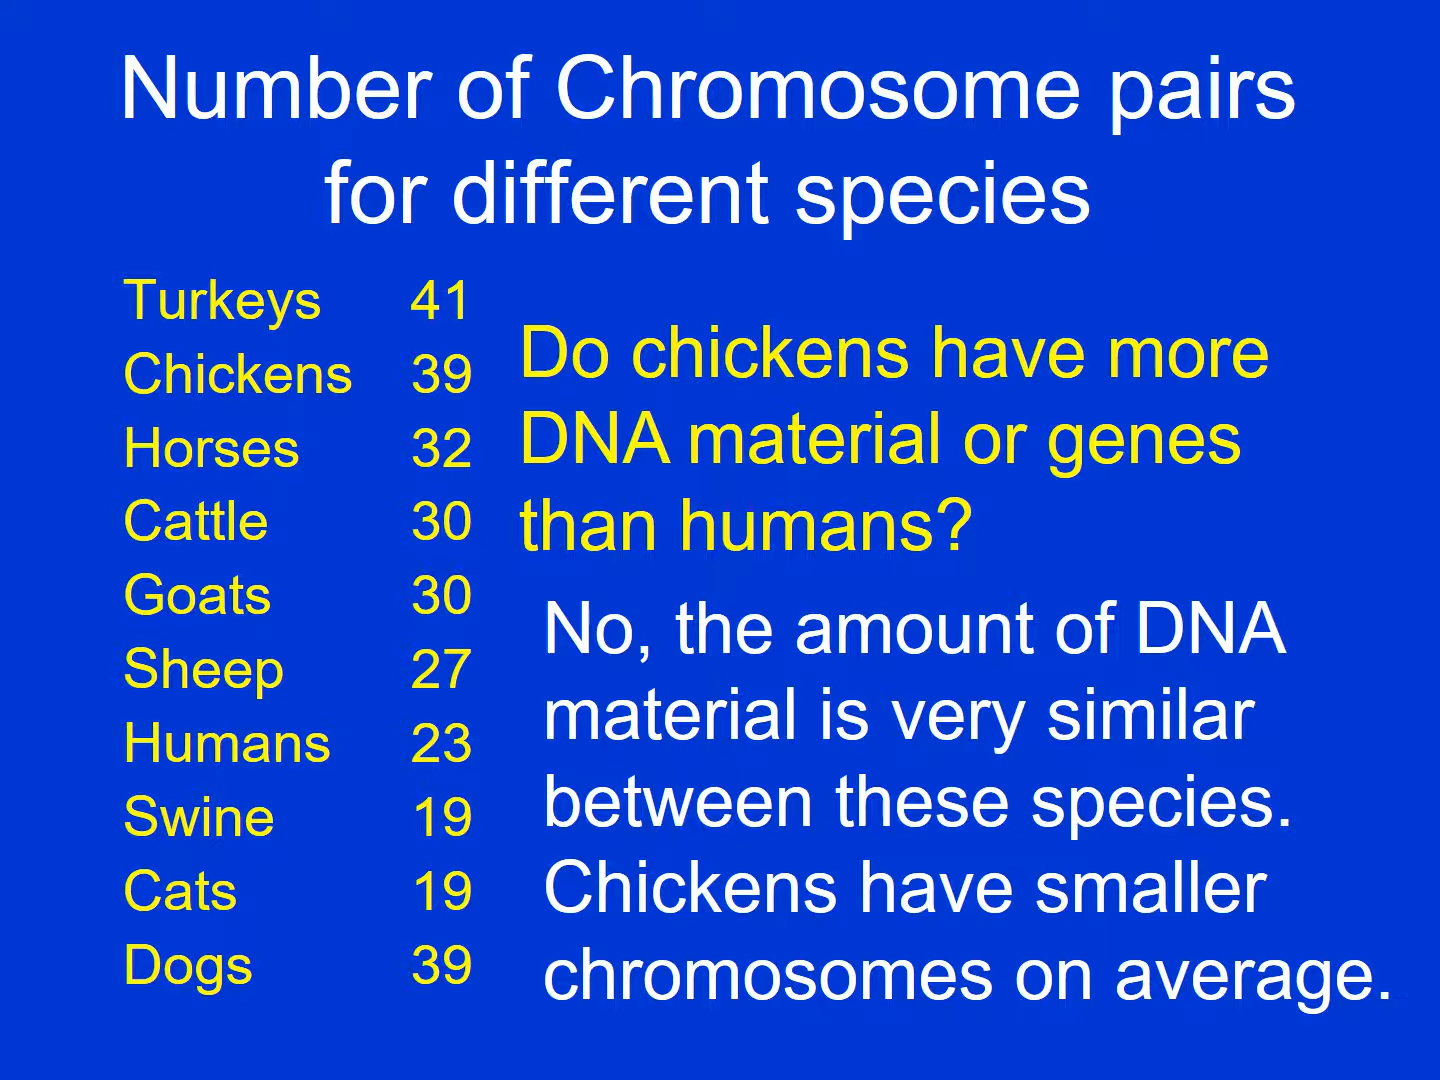 Number of Chromosome pairs
for different species
Turkeys 41
Chickens 39
Horses 32
Cattle 30
Goats 30
Sheep 27
Humans 23
Swine 19
Cats 19
Dogs 39
Do chickens have more
DNA material or genes
than humans?
No, the amount of DNA
material is very similar
between these species.
Chickens have smaller
chromosomes on average.